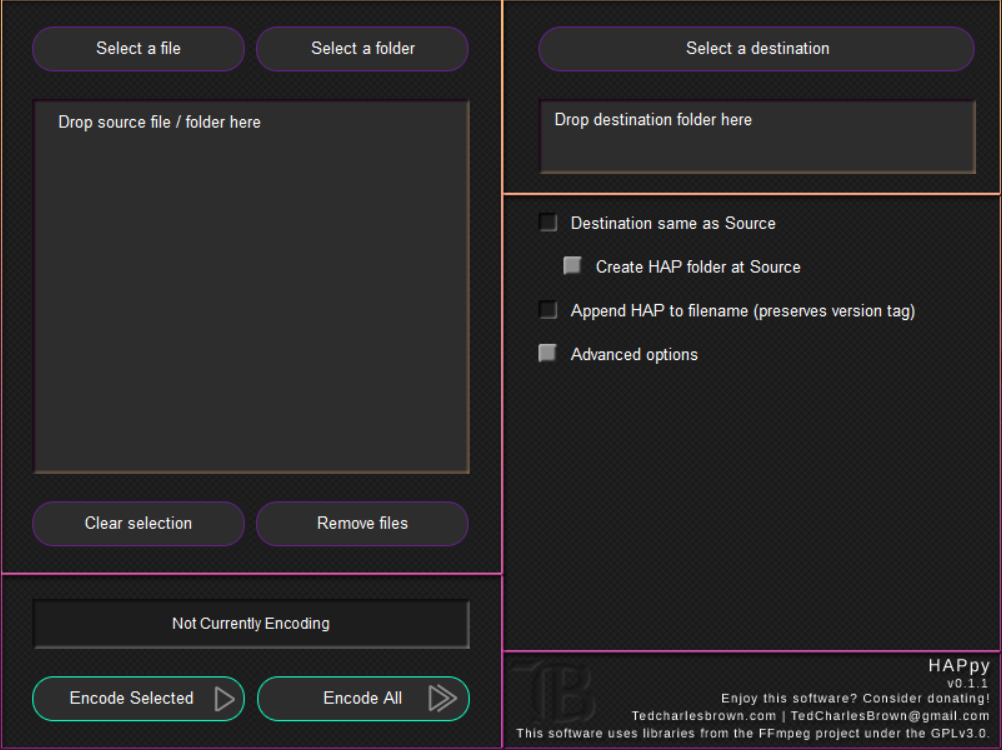 Select a file
Select a folder
Drop source file / folder here
Clear selection
Remove files
Not Currently Encoding
Encode Selected
Encode All
Select a destination
Drop destination folder here
Destination same as Source
Create HAP folder at Source
Append HAP to filename (preserves version tag)
Advanced options
TB
HAPpy
v0.1.1
Enjoy this software? Consider donating!
Tedcharlesbrown.com | TedCharlesBrown@gmail.com
This software uses libraries from the FFmpeg project under the GPLv3.0.